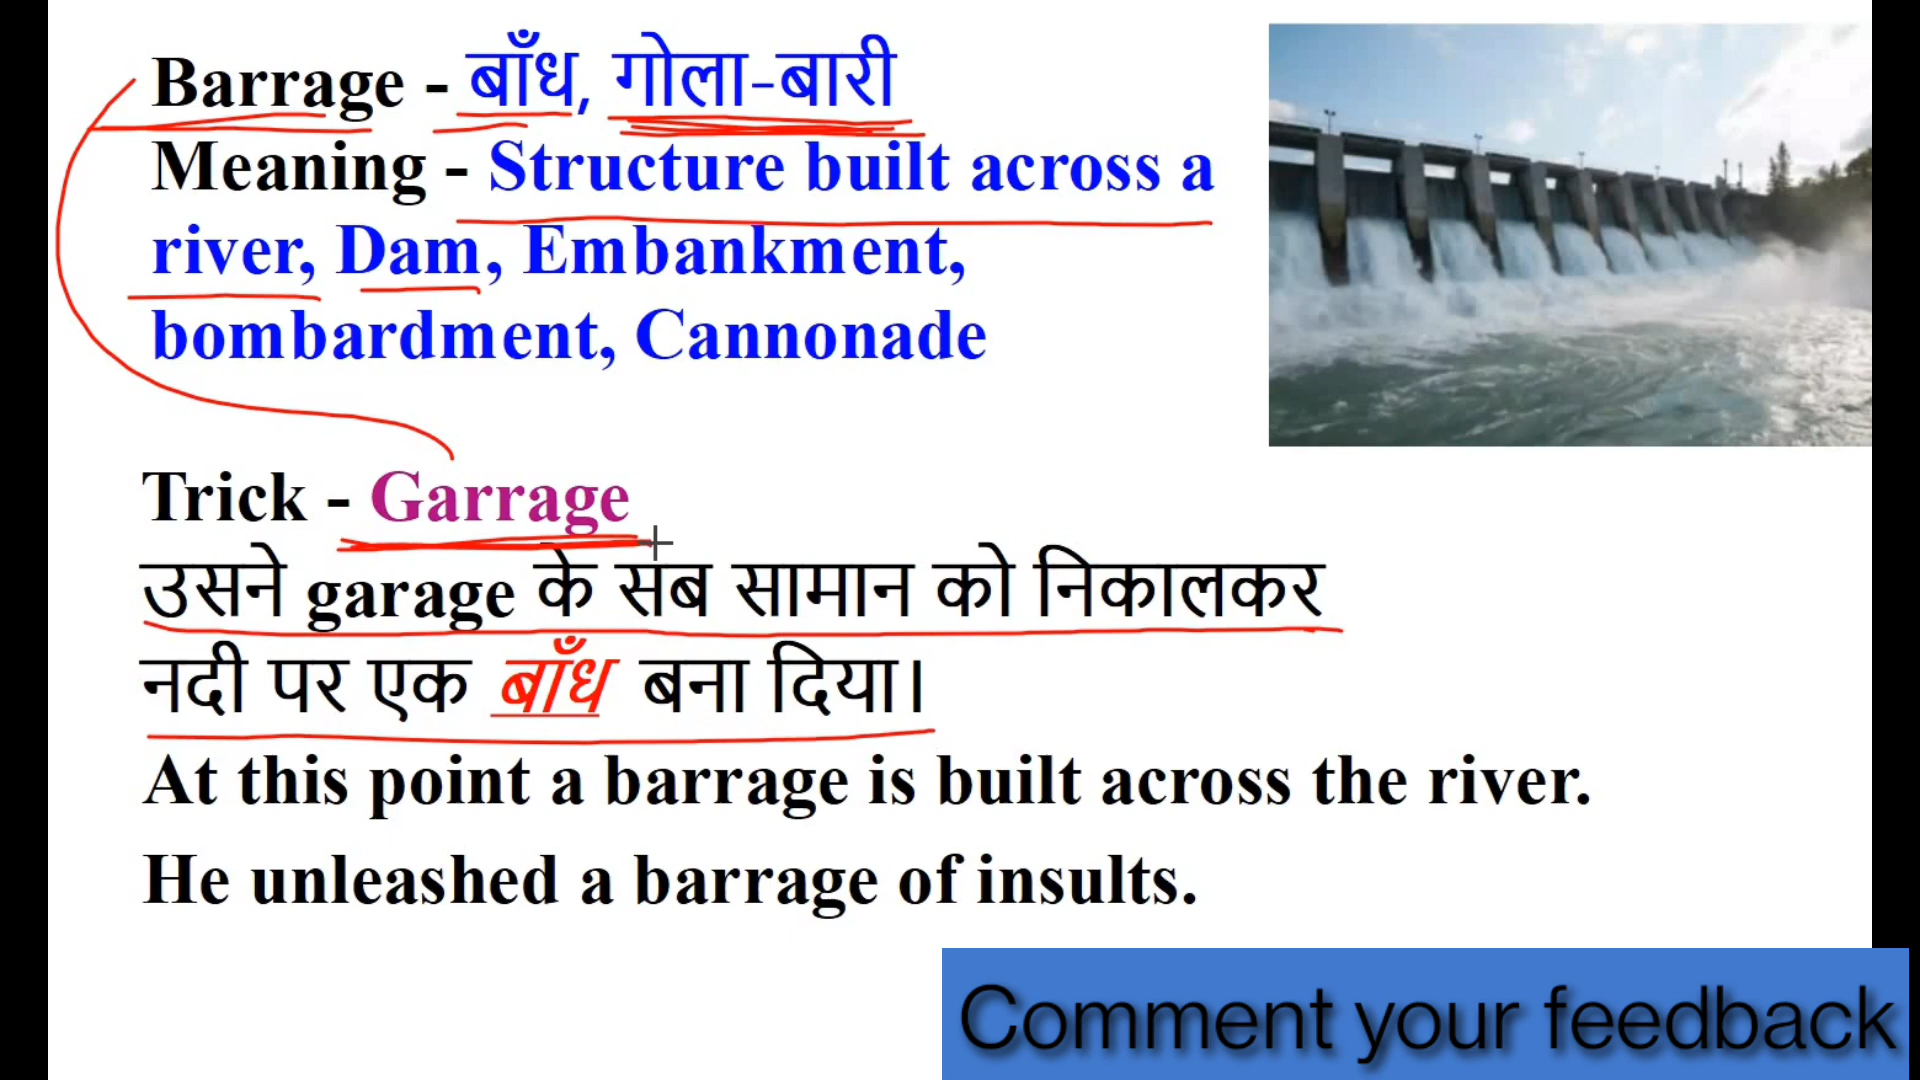 Barrage - बाँध, गोला-बारी
Meaning - Structure built across a
river, Dam, Embankment,
bombardment, Cannonade
Trick - Garrage
उसने garage के सब सामान को निकालकर
नदी पर एक बाँध बना दिया।
At this point a barrage is built across the river.
He unleashed a barrage of insults.
Comment your feedback